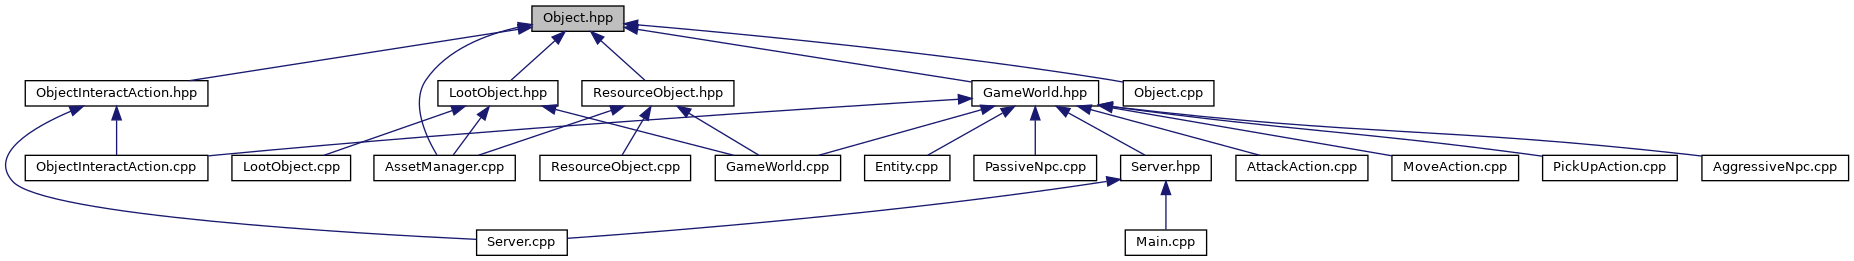 Object.hpp
ObjectInteractAction.hpp
LootObject.hpp
ResourceObject.hpp
GameWorld.hpp
Object.cpp
ObjectInteractAction.cpp
LootObject.cpp
AssetManager.cpp
ResourceObject.cpp
GameWorld.cpp
Entity.cpp
PassiveNpc.cpp
Server.hpp
AttackAction.cpp
MoveAction.cpp
PickUpAction.cpp
AggressiveNpc.cpp
Server.cpp
Main.cpp